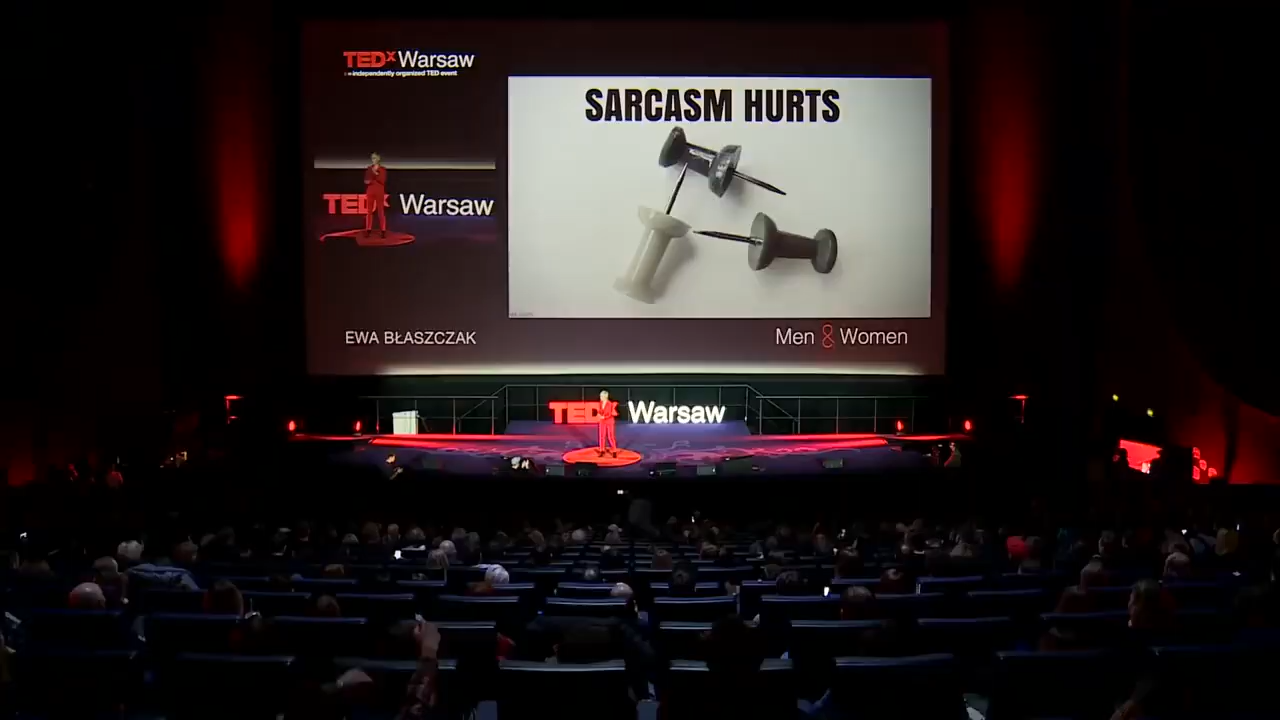 TEDxWarsaw
x = independently organized TED event
SARCASM HURTS
TEDx Warsaw
EWA BŁASZCZAK
Men & Women
TEDx Warsaw